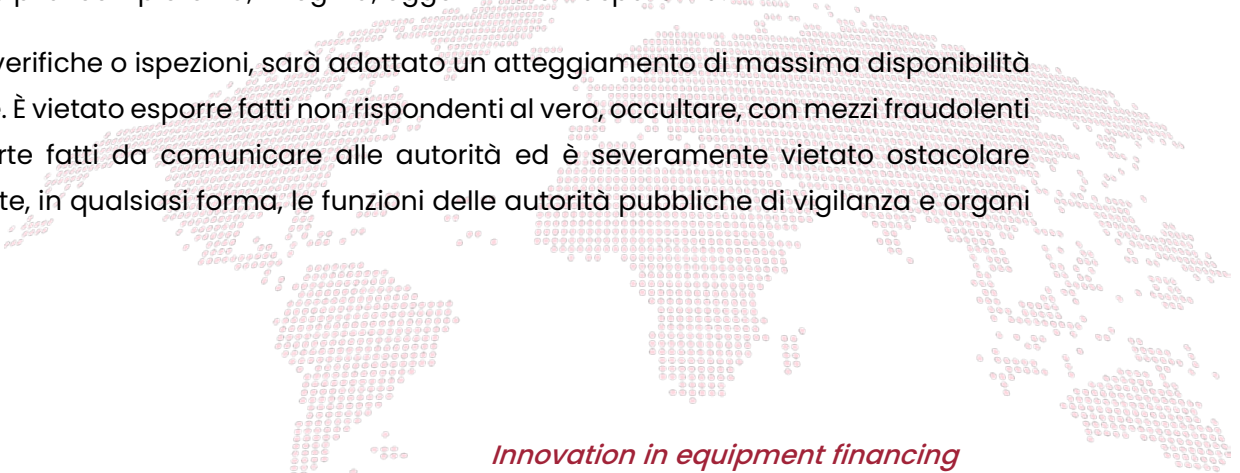 verifiche o ispezioni, sarà adottato un atteggiamento di massima disponibilità
. È vietato esporre fatti non rispondenti al vero, occultare, con mezzi fraudolenti
rte fatti da comunicare alle autorità ed è severamente vietato ostacolare
te, in qualsiasi forma, le funzioni delle autorità pubbliche di vigilanza e organi
Innovation in equipment financing